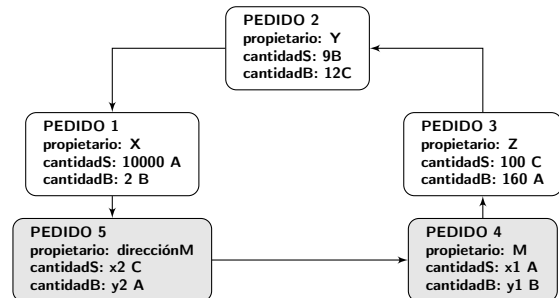 PEDIDO 2
propietario: Y
cantidadS: 9B
cantidadB: 12C
PEDIDO 1
propietario: X
cantidadS: 10000 A
cantidadB: 2 B
PEDIDO 3
propietario: Z
cantidadS: 100 C
cantidadB: 160 A
PEDIDO 5
propietario: direcciónM
cantidadS: x2 C
cantidadB: y2 A
PEDIDO 4
propietario: M
cantidadS: x1 A
cantidadB: y1 B